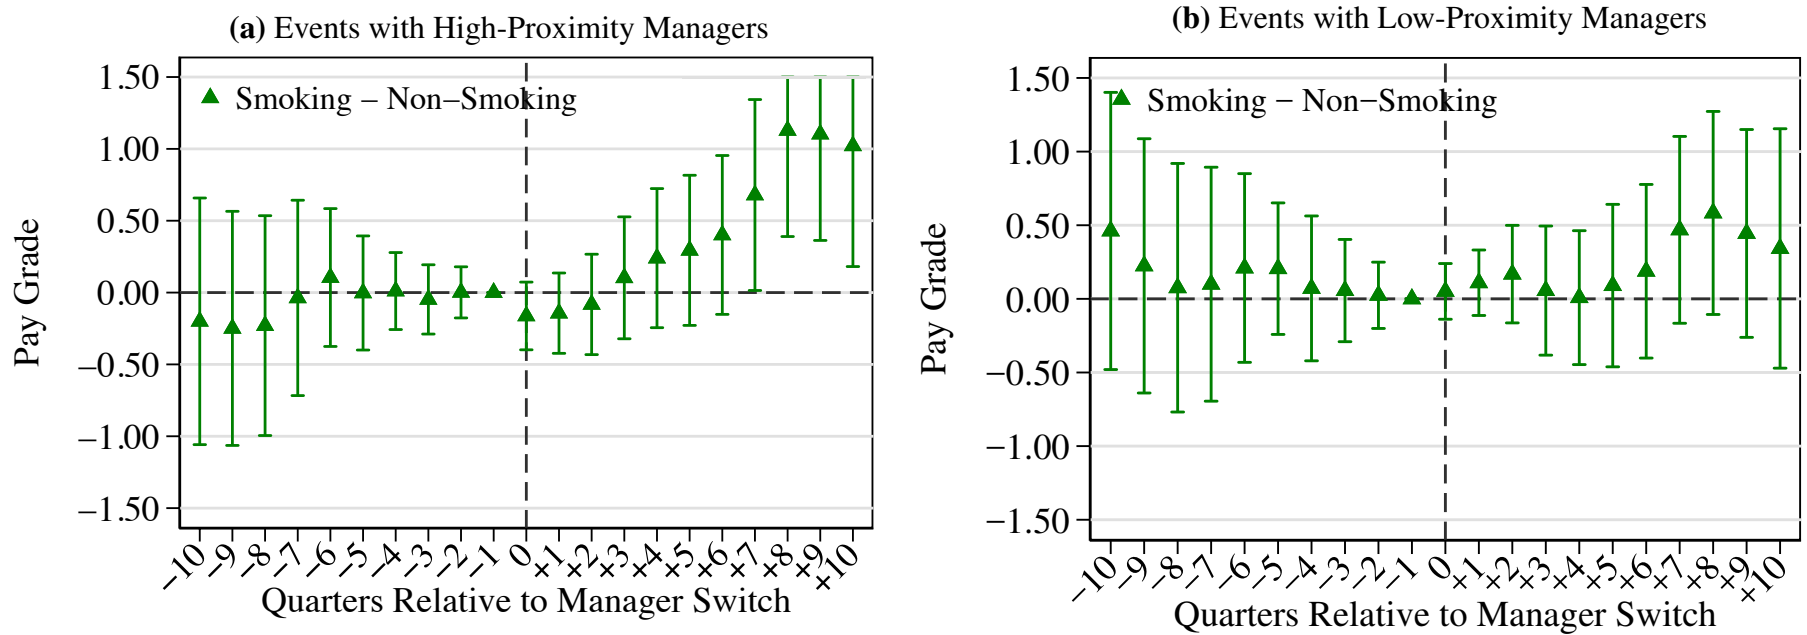 (a) Events with High-Proximity Managers
Smoking – Non–Smoking
Pay Grade
1.50
1.00
0.50
0.00
−0.50
−1.00
−1.50
−10 −9 −8 −7 −6 −5 −4 −3 −2 −1 0 +1 +2 +3 +4 +5 +6 +7 +8 +9 +10
Quarters Relative to Manager Switch
(b) Events with Low-Proximity Managers
Smoking − Non−Smoking
Pay Grade
1.50
1.00
0.50
0.00
−0.50
−1.00
−1.50
−10 −9 −8 −7 −6 −5 −4 −3 −2 −1 0 +1 +2 +3 +4 +5 +6 +7 +8 +9 +10
Quarters Relative to Manager Switch